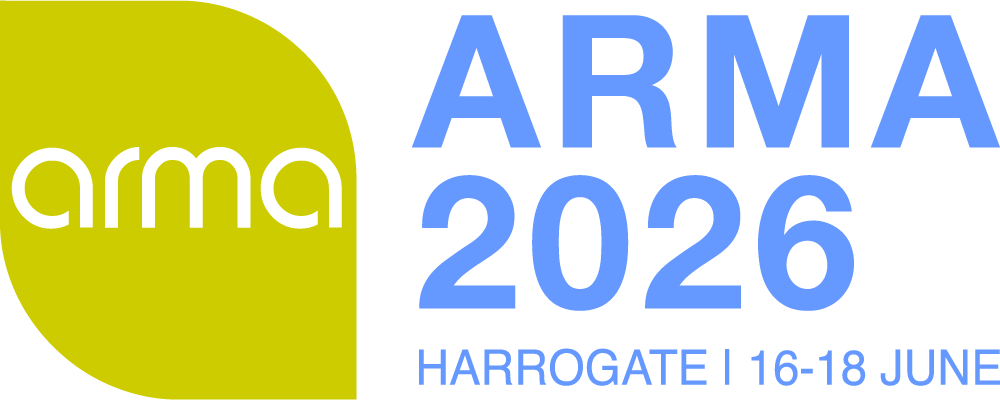 arma
ARMA
2026
HARROGATE | 16-18 JUNE